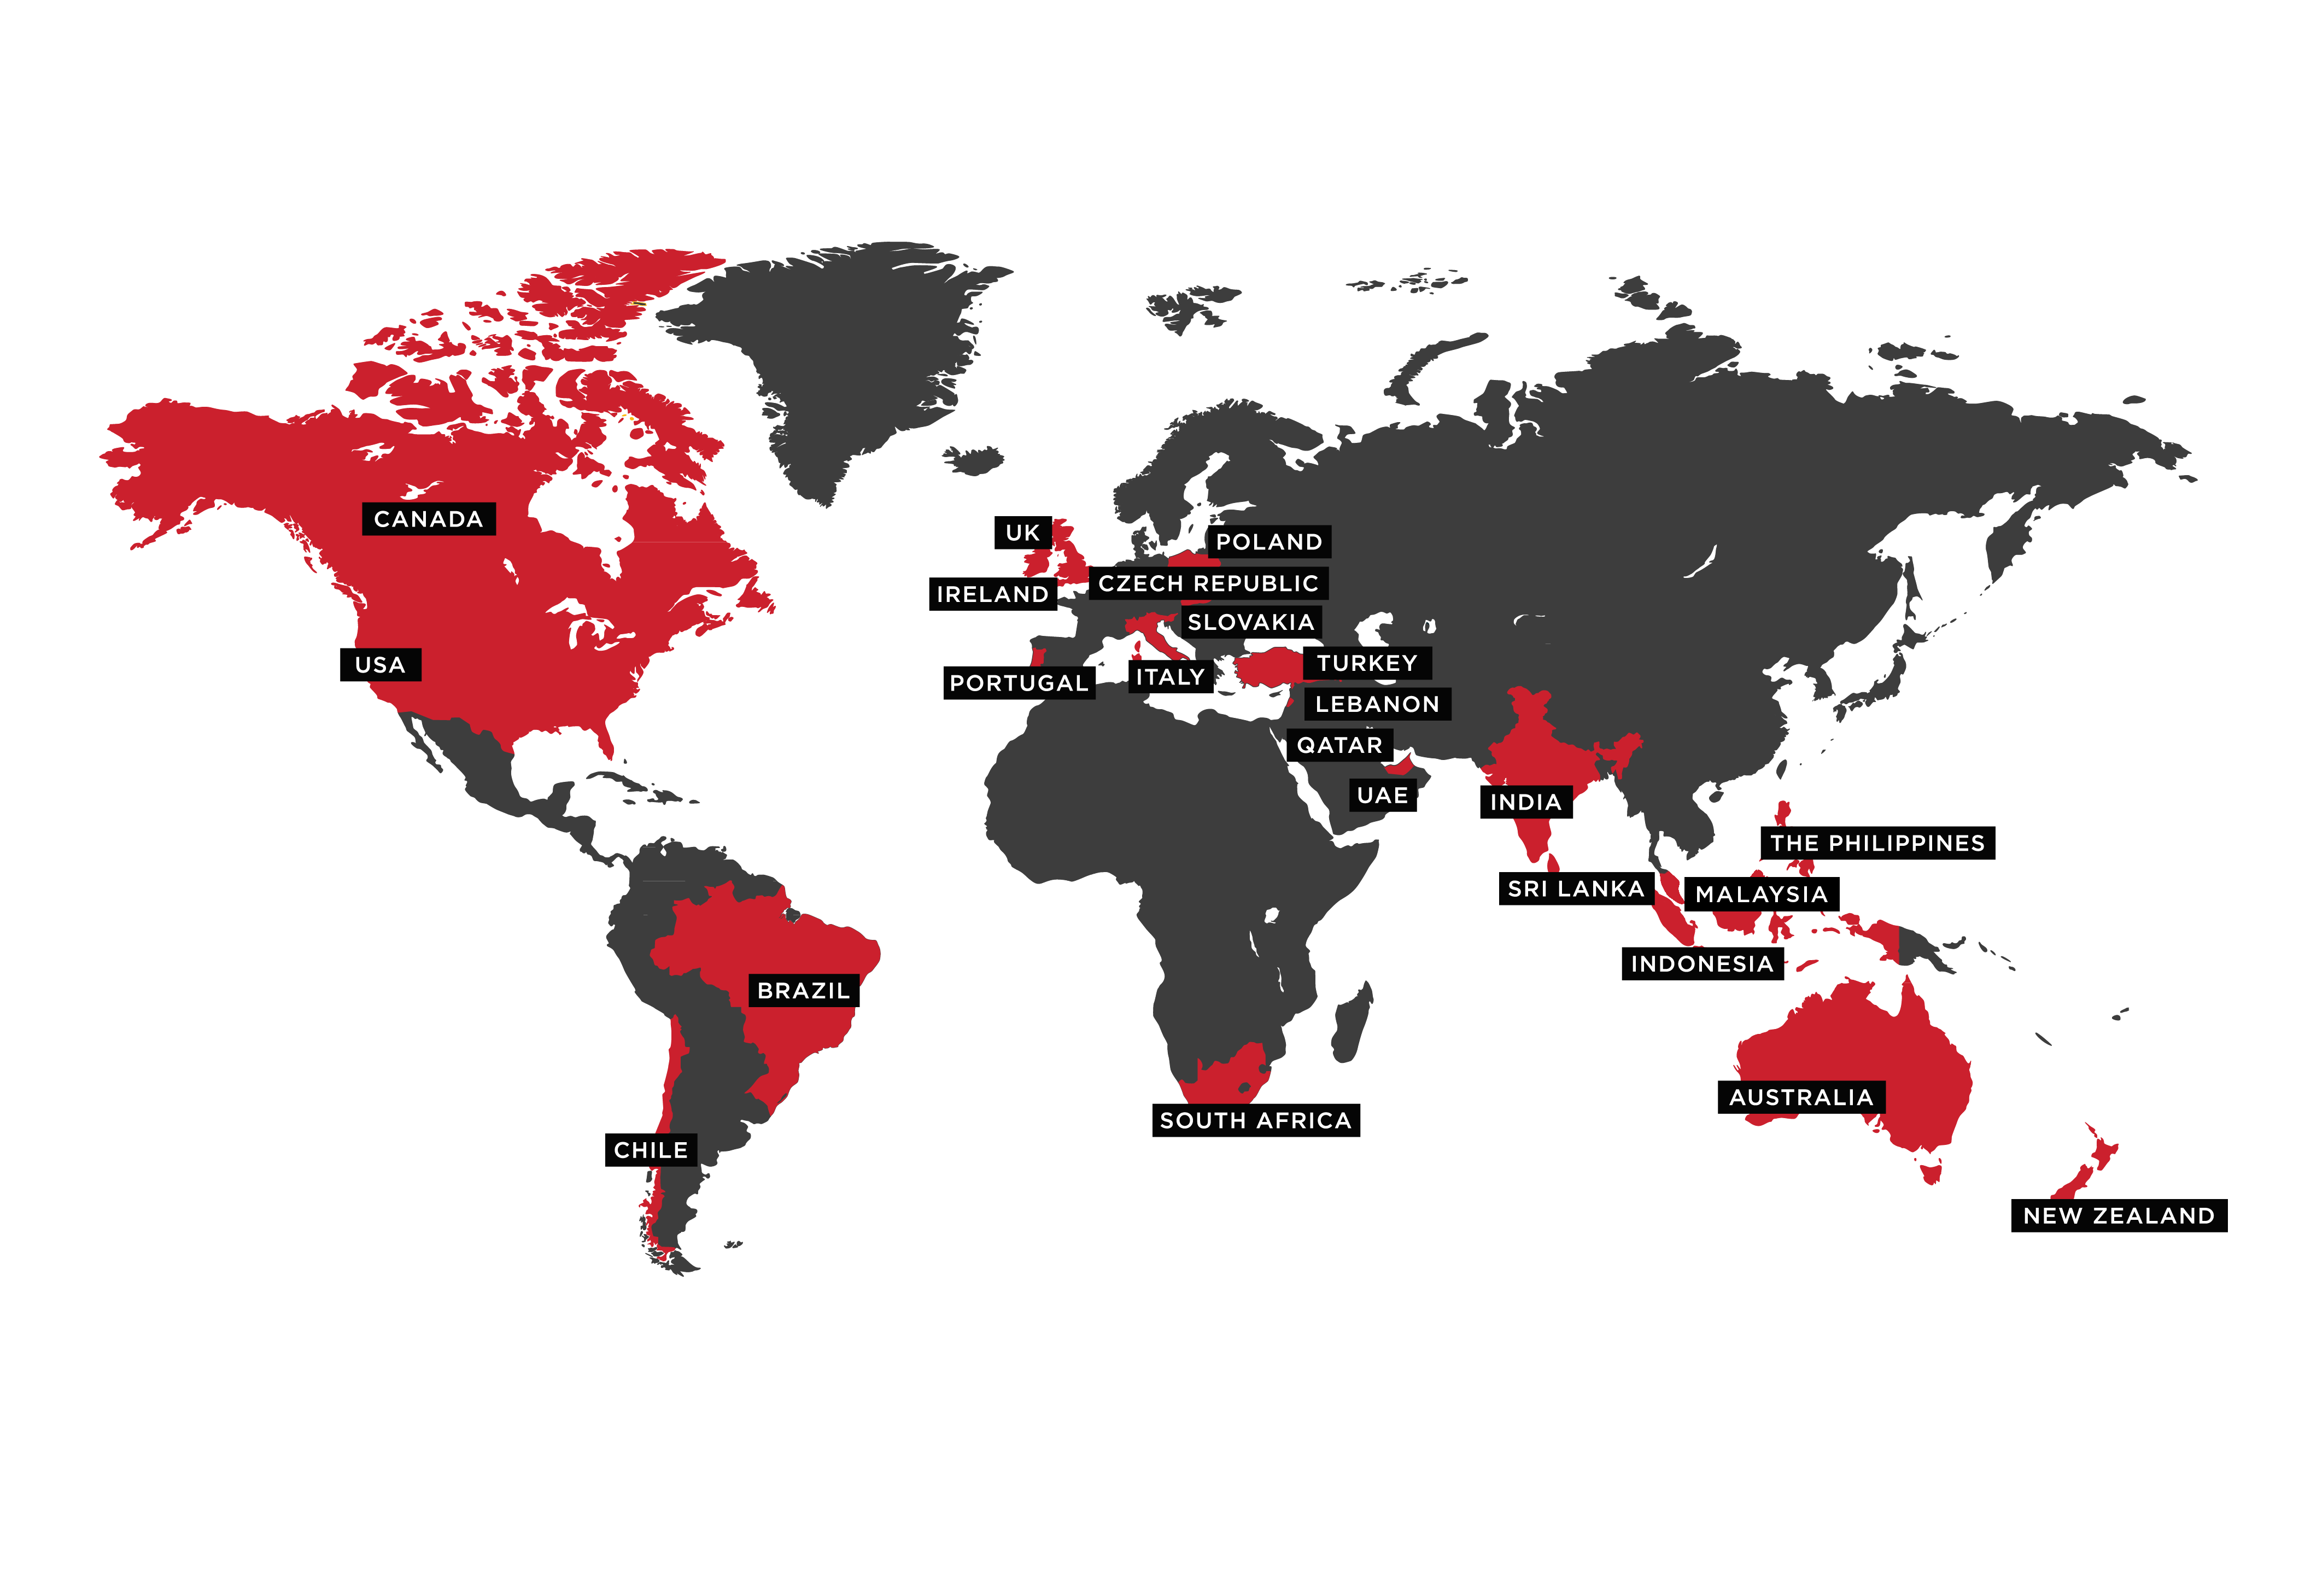 CANADA
UK
POLAND
CZECH REPUBLIC
IRELAND
SLOVAKIA
USA
TURKEY
ITALY
PORTUGAL
LEBANON
QATAR
UAE
INDIA
THE PHILIPPINES
SRI LANKA
MALAYSIA
INDONESIA
BRAZIL
AUSTRALIA
SOUTH AFRICA
CHILE
NEW ZEALAND